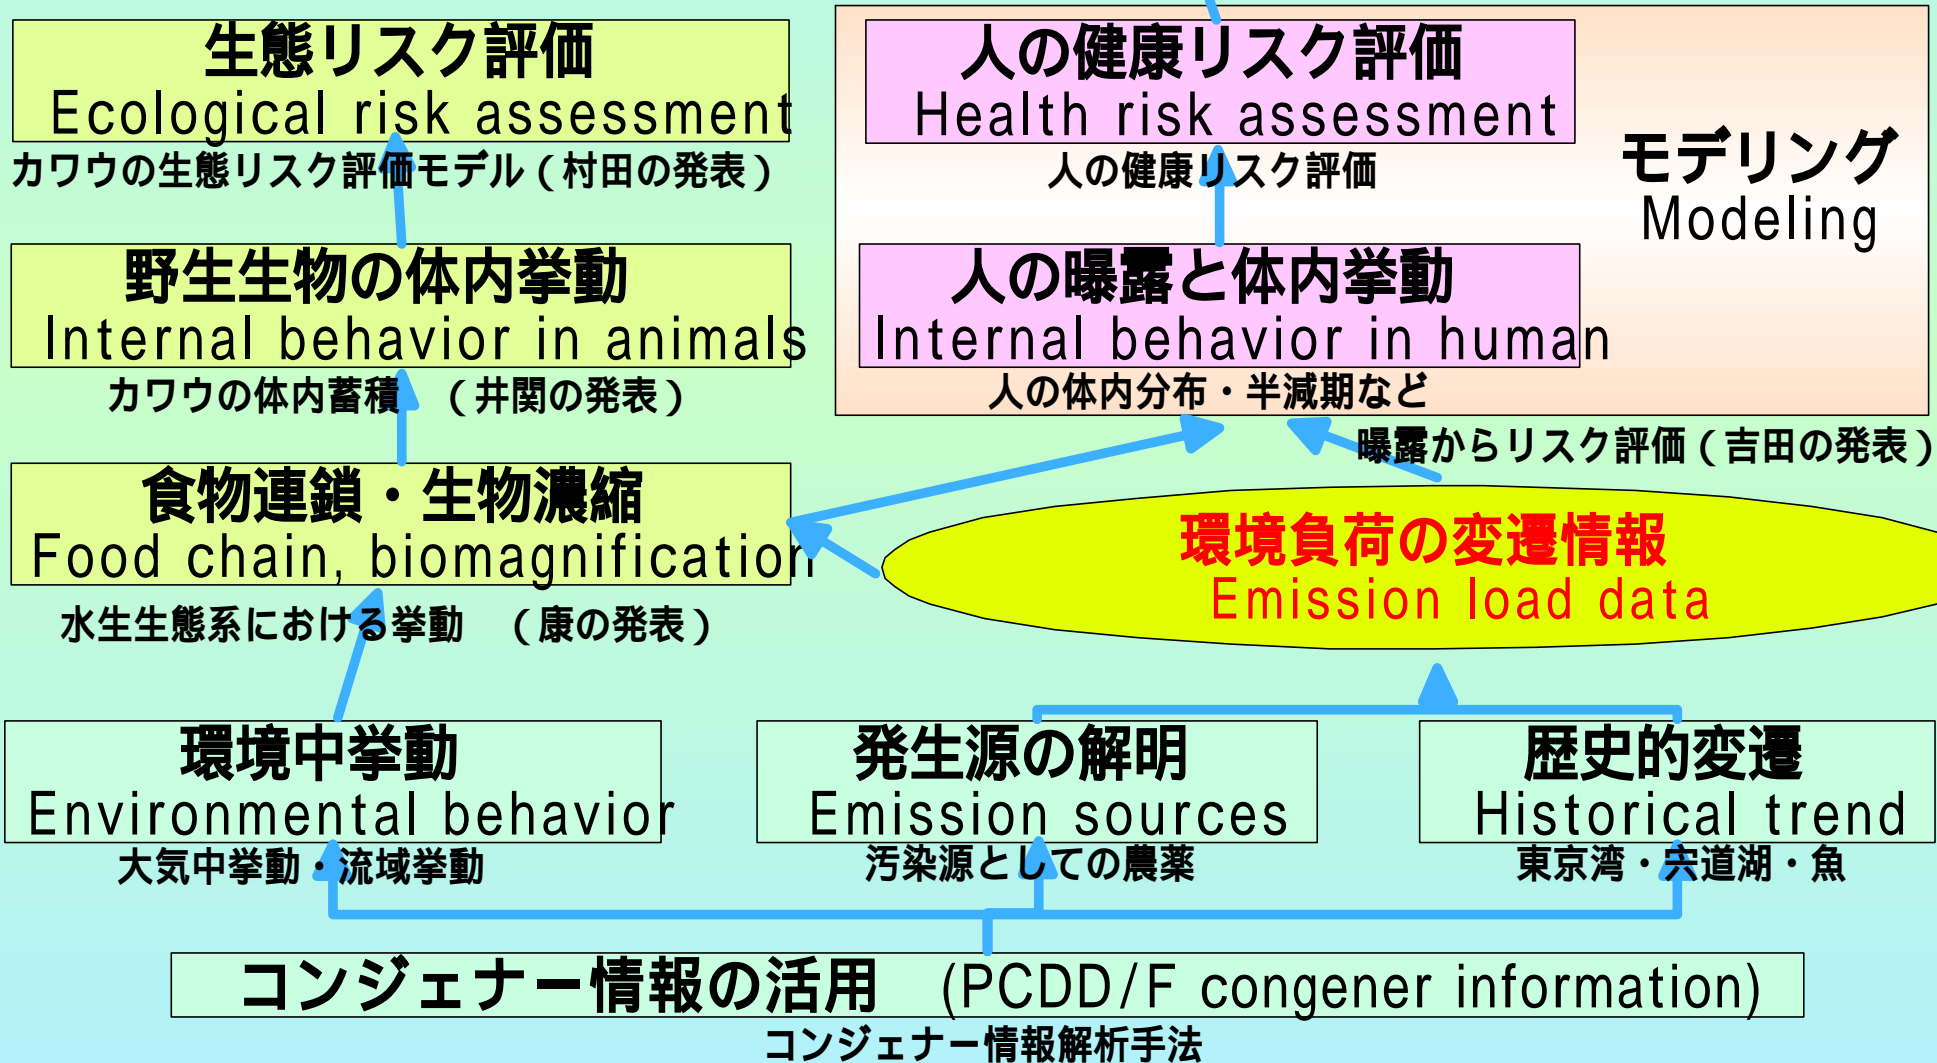 生態リスク評価
Ecological risk assessment
カワウの生態リスク評価モデル（村田の発表）
人の健康リスク評価
Health risk assessment
人の健康リスク評価
モデリング
Modeling
野生生物の体内挙動
Internal behavior in animals
カワウの体内蓄積　（井関の発表）
人の曝露と体内挙動
Internal behavior in human
人の体内分布・半減期など
曝露からリスク評価（吉田の発表）
食物連鎖・生物濃縮
Food chain, biomagnification
水生生態系における挙動　（康の発表）
環境負荷の変遷情報
Emission load data
環境中挙動
Environmental behavior
大気中挙動・流域挙動
発生源の解明
Emission sources
汚染源としての農薬
歴史的変遷
Historical trend
東京湾・宍道湖・魚
コンジェナー情報の活用　(PCDD/F congener information)
コンジェナー情報解析手法